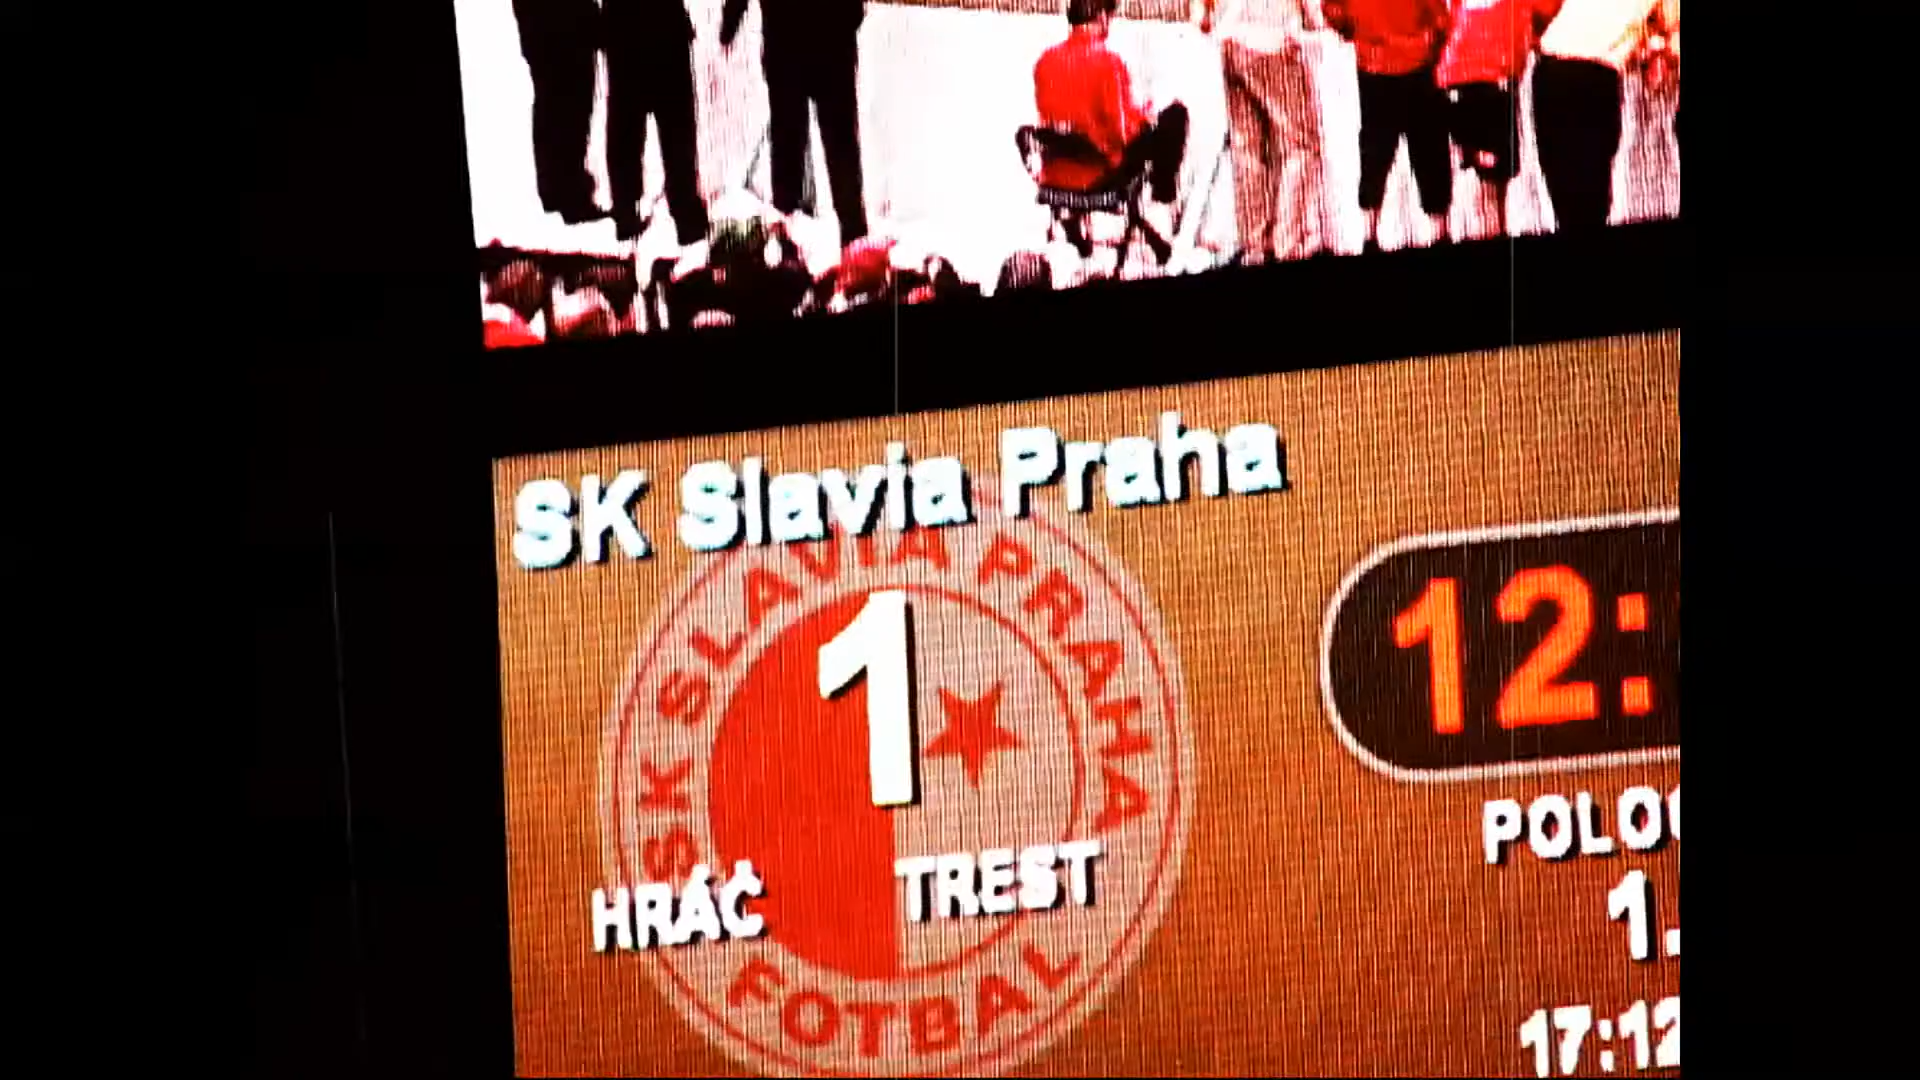 SK Slavia Praha
SK SLAVIA PRAHA
1
12:
HRÁČ
TREST
POLO
1.
FOTBAL
17:12